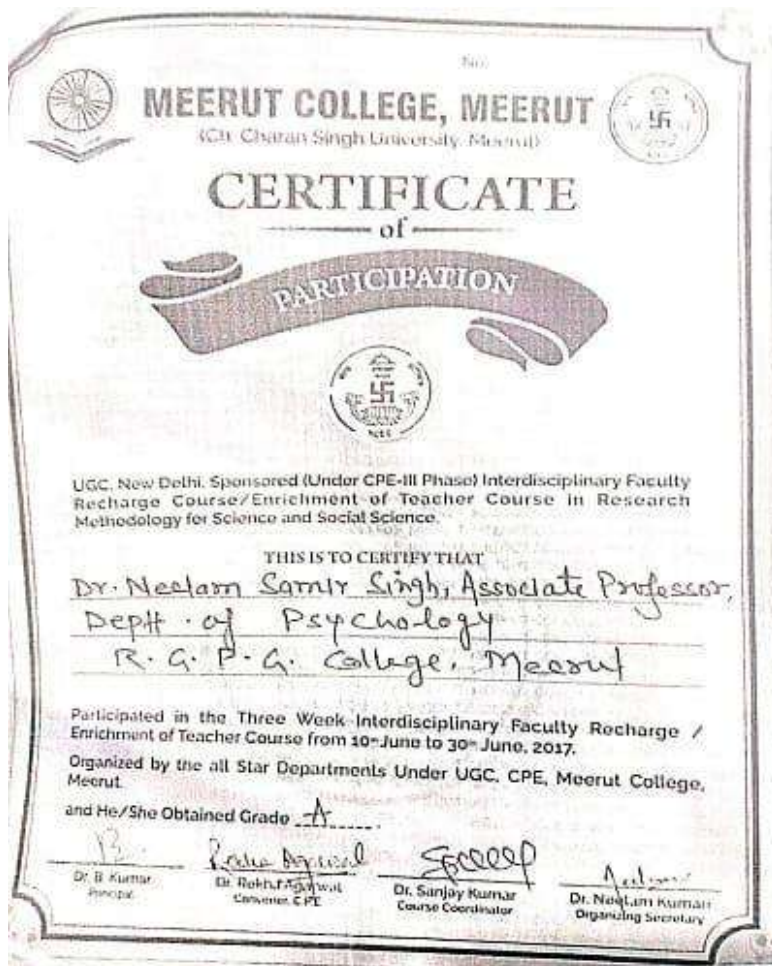 No.
MEERUT COLLEGE, MEERUT
(Ch. Charan Singh University, Meerut)
CERTIFICATE
of
PARTICIPATION
UGC, New Delhi, Sponsored (Under CPE-III Phase) Interdisciplinary Faculty
Recharge Course/Enrichment of Teacher Course in Research
Methodology for Science and Social Science.
THIS IS TO CERTIFY THAT
Dr. Neelam Samir Singh, Associate Professor,
Deptt. of Psychology
R. G. P. G. College, Meerut
Participated in the Three Week Interdisciplinary Faculty Recharge /
Enrichment of Teacher Course from 10th June to 30th June, 2017.
Organized by the all Star Departments Under UGC, CPE, Meerut College,
Meerut.
and He/She Obtained Grade A
Dr. B. Kumar
Principal
Dr. Rekha Agarwal
Convener, CPE
Dr. Sanjay Kumar
Course Coordinator
Dr. Neelam Kumari
Organizing Secretary